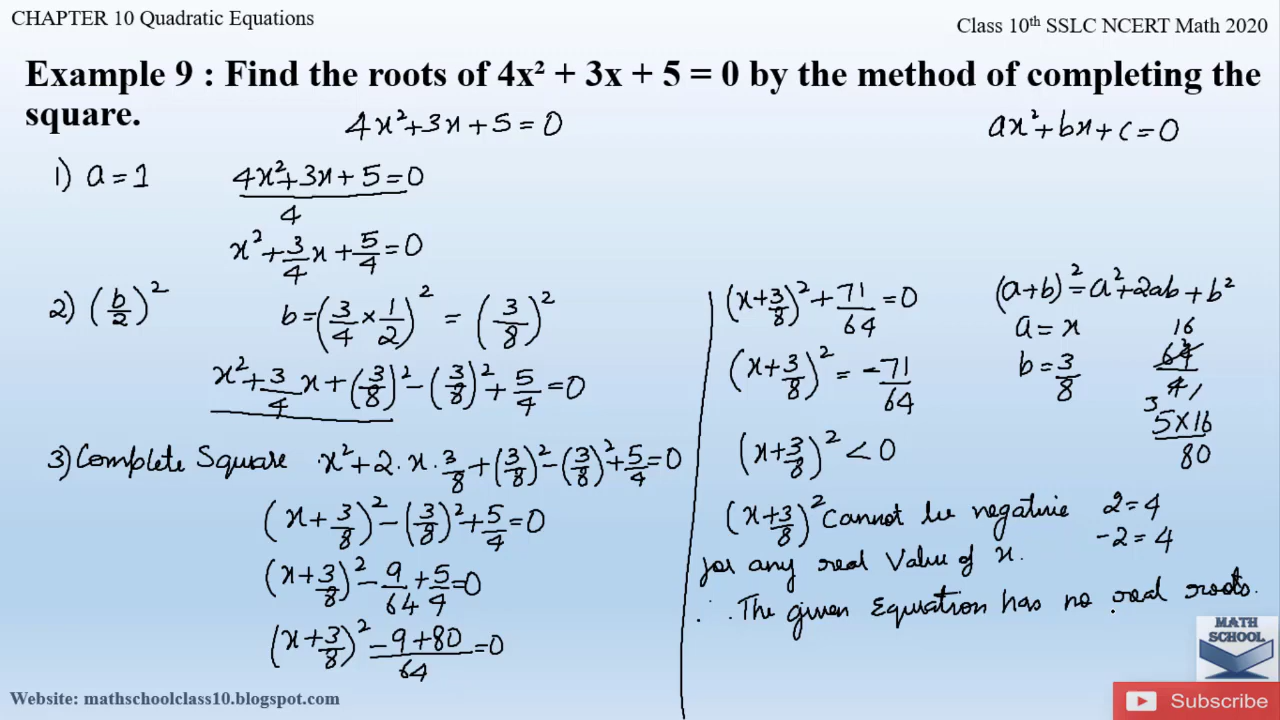 CHAPTER 10 Quadratic Equations
Class 10th SSLC NCERT Math 2020
Example 9 : Find the roots of 4x² + 3x + 5 = 0 by the method of completing the
square.
4x²+3x+5=0
ax²+bx+c=0
1) a=1
4x²+3x+5=0
4
x²+3/4x+5/4=0
2) (b/2)²
b=(3/4×1/2)² = (3/8)²
x²+3/4x+(3/8)²-(3/8)²+5/4=0
3) Complete Square
x²+2·x·3/8+(3/8)²-(3/8)²+5/4=0
(x+3/8)²-(3/8)²+5/4=0
(x+3/8)²-9/64+5/4=0
(x+3/8)²-9+80/64=0
(x+3/8)²+71/64=0
(x+3/8)²=-71/64
(x+3/8)²<0
(x+3/8)² Cannot be negative
for any real Value of x.
∴ The given Equation has no real roots.
(a+b)²=a²+2ab+b²
a=x
b=3/8
16
64
4
3
5×16
80
2=4
-2=4
MATH
SCHOOL
Website: mathschoolclass10.blogspot.com
Subscribe